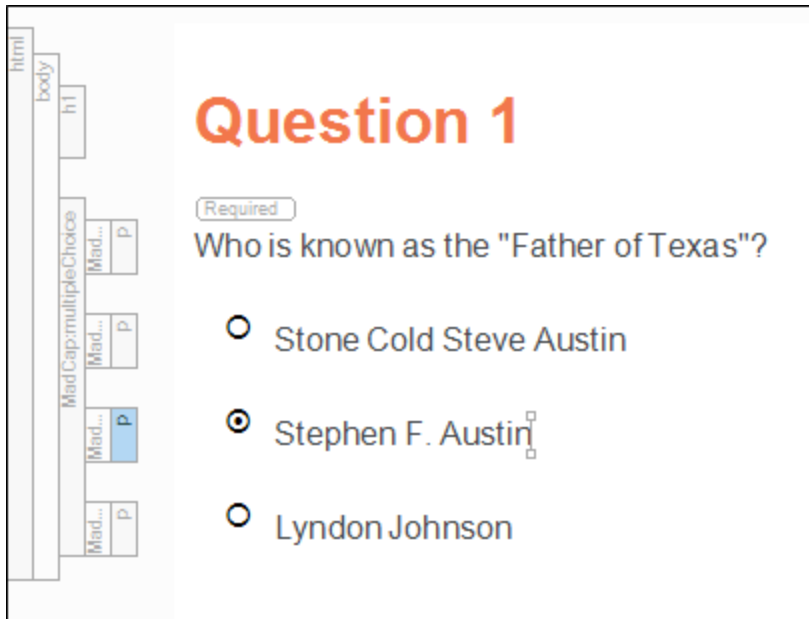 html
body
h1
MadCap:multipleChoice
Mad...
p
Mad...
p
Mad...
p
Mad...
p
Question 1
Required
Who is known as the "Father of Texas"?
Stone Cold Steve Austin
Stephen F. Austin
Lyndon Johnson